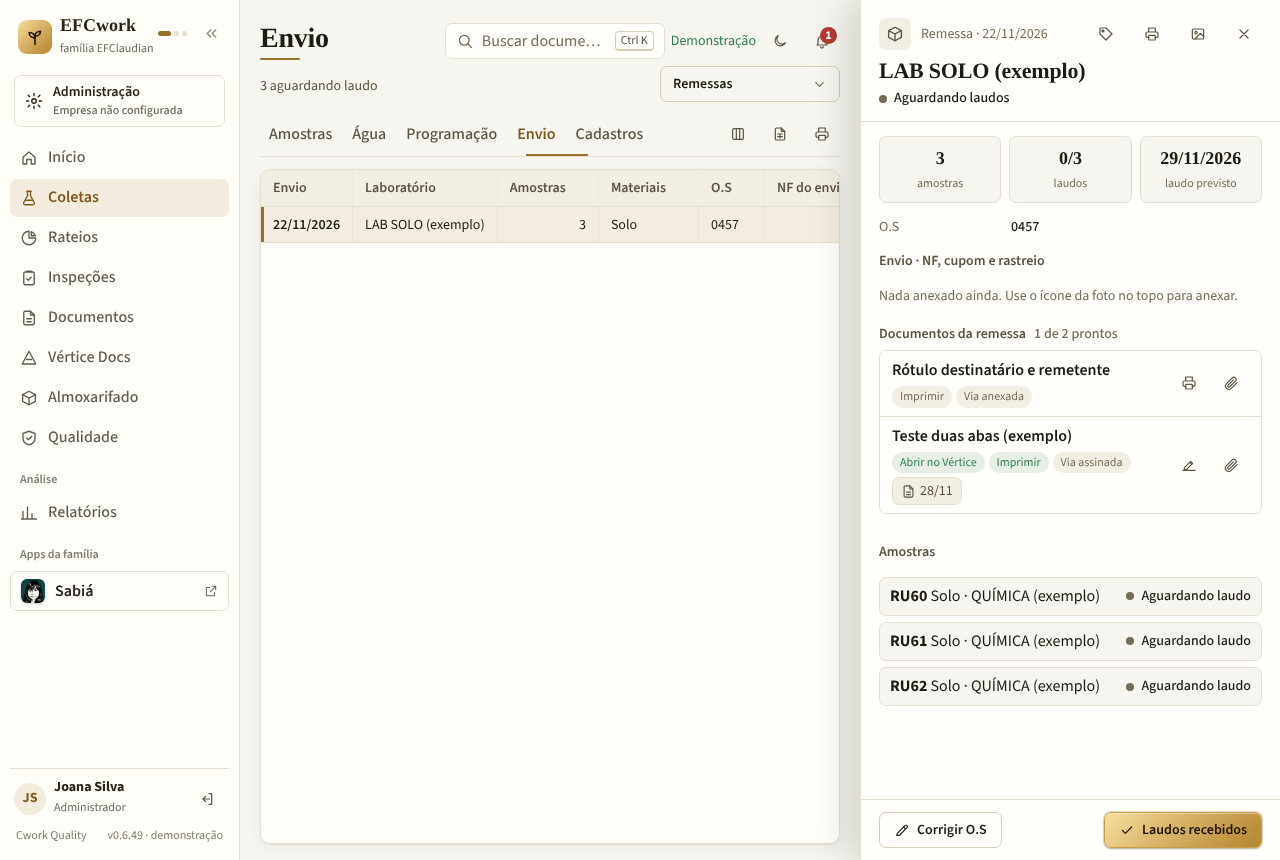 EFCwork
família EFClaudian
Administração
Empresa não configurada
Início
Coletas
Rateios
Inspeções
Documentos
Vértice Docs
Almoxarifado
Qualidade
Análise
Relatórios
Apps da família
Sabiá
JS
Joana Silva
Administrador
Cwork Quality
v0.6.49 · demonstração
Envio
Buscar docume…
Ctrl K
Demonstração
1
3 aguardando laudo
Remessas
Amostras
Água
Programação
Envio
Cadastros
Envio
Laboratório
Amostras
Materiais
O.S
NF do envi
22/11/2026
LAB SOLO (exemplo)
3
Solo
0457
Remessa · 22/11/2026
LAB SOLO (exemplo)
Aguardando laudos
3
amostras
0/3
laudos
29/11/2026
laudo previsto
O.S
0457
Envio · NF, cupom e rastreio
Nada anexado ainda. Use o ícone da foto no topo para anexar.
Documentos da remessa 1 de 2 prontos
Rótulo destinatário e remetente
Imprimir
Via anexada
Teste duas abas (exemplo)
Abrir no Vértice
Imprimir
Via assinada
28/11
Amostras
RU60 Solo · QUÍMICA (exemplo)
Aguardando laudo
RU61 Solo · QUÍMICA (exemplo)
Aguardando laudo
RU62 Solo · QUÍMICA (exemplo)
Aguardando laudo
Corrigir O.S
Laudos recebidos